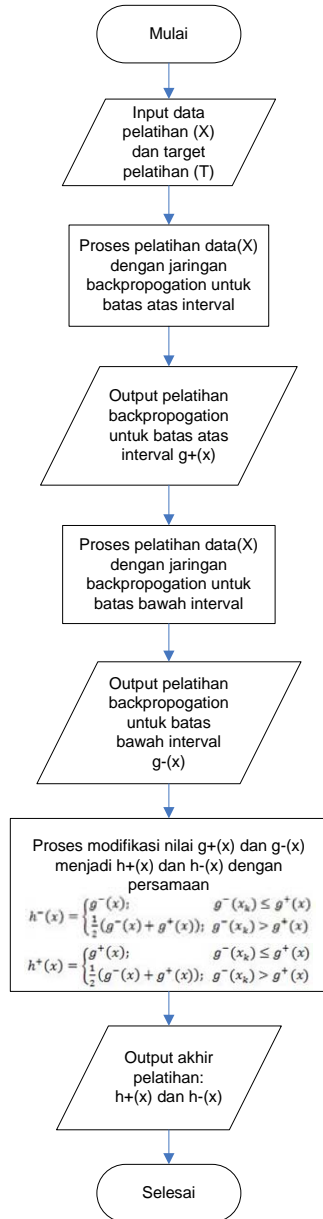 Mulai
Input data
pelatihan (X)
dan target
pelatihan (T)
Proses pelatihan data(X)
dengan jaringan
backpropogation untuk
batas atas interval
Output pelatihan
backpropogation
untuk batas atas
interval g+(x)
Proses pelatihan data(X)
dengan jaringan
backpropogation untuk
batas bawah interval
Output pelatihan
backpropogation
untuk batas
bawah interval
g-(x)
Proses modifikasi nilai g+(x) dan g-(x)
menjadi h+(x) dan h-(x) dengan
persamaan
h⁻(x) = { g⁻(x); g⁻(xₖ) ≤ g⁺(x)
½(g⁻(x) + g⁺(x)); g⁻(xₖ) > g⁺(x)
h⁺(x) = { g⁺(x); g⁻(xₖ) ≤ g⁺(x)
½(g⁻(x) + g⁺(x)); g⁻(xₖ) > g⁺(x)
Output akhir
pelatihan:
h+(x) dan h-(x)
Selesai